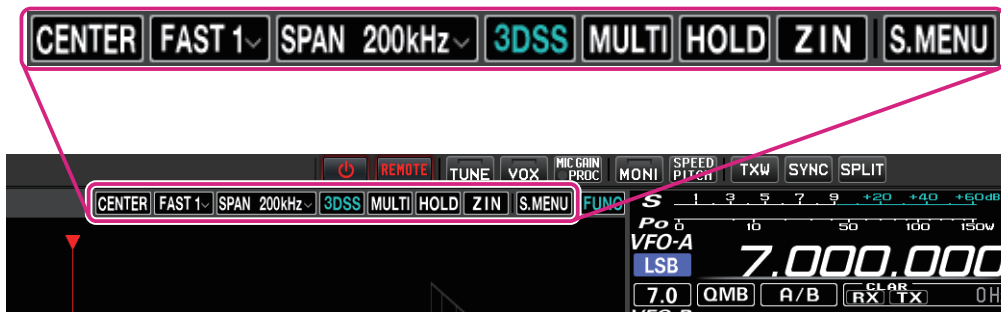 CENTER FAST 1 SPAN 200kHz 3DSS MULTI HOLD Z I N S.MENU
REMOTE TUNE VOX MIC GAIN PROC MONI SPEED PITCH TXW SYNC SPLIT
CENTER FAST 1 SPAN 200kHz 3DSS MULTI HOLD Z I N S.MENU FUNC
S 1 3 5 7 9 +20 +40 +60dB
Po 0 10 50 100 150W
VFO-A
LSB 7.000.000
7.0 QMB A/B CLAR RX TX 0H
VFO-B